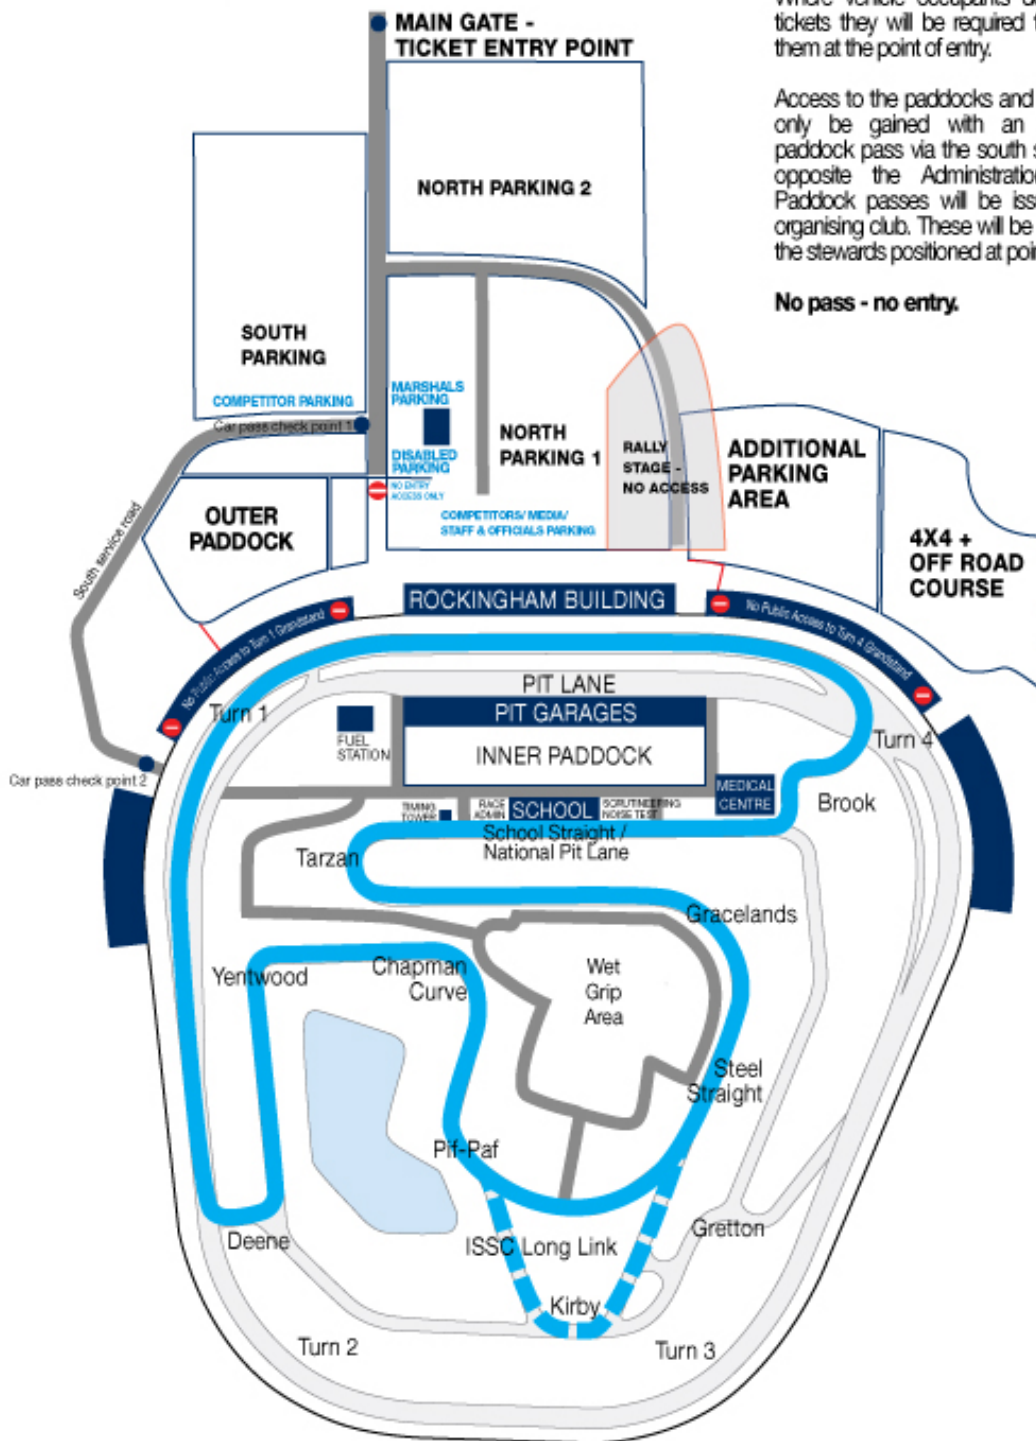 Where vehicle occupants
tickets they will be required
them at the point of entry.
Access to the paddocks and
only be gained with an
paddock pass via the south
opposite the
Paddock passes will be
organising club. These will be
the stewards positioned at
No pass - no entry.
MAIN GATE -
TICKET ENTRY POINT
NORTH PARKING 2
SOUTH
PARKING
COMPETITOR PARKING
Car pass check point 1
MARSHALS
PARKING
DISABLED
PARKING
NO ENTRY
ACCESS ONLY
NORTH
PARKING 1
COMPETITORS/ MEDIA/
STAFF & OFFICIALS PARKING
RALLY
STAGE -
NO ACCESS
ADDITIONAL
PARKING
AREA
4X4 +
OFF ROAD
COURSE
OUTER
PADDOCK
South service road
ROCKINGHAM BUILDING
No Public Access to Turn 1 Grandstand
No Public Access to Turn 4 Grandstand
PIT LANE
PIT GARAGES
INNER PADDOCK
Turn 1
FUEL
STATION
Turn 4
Car pass check point 2
MEDICAL
CENTRE
Brook
TIMING
TOWER
RACE
ADMIN
SCHOOL
SCRUTINEERING
NOISE TEST
School Straight /
National Pit Lane
Tarzan
Gracelands
Yentwood
Chapman
Curve
Wet
Grip
Area
Steel
Straight
Pif-Paf
Deene
ISSC Long Link
Gretton
Kirby
Turn 2
Turn 3